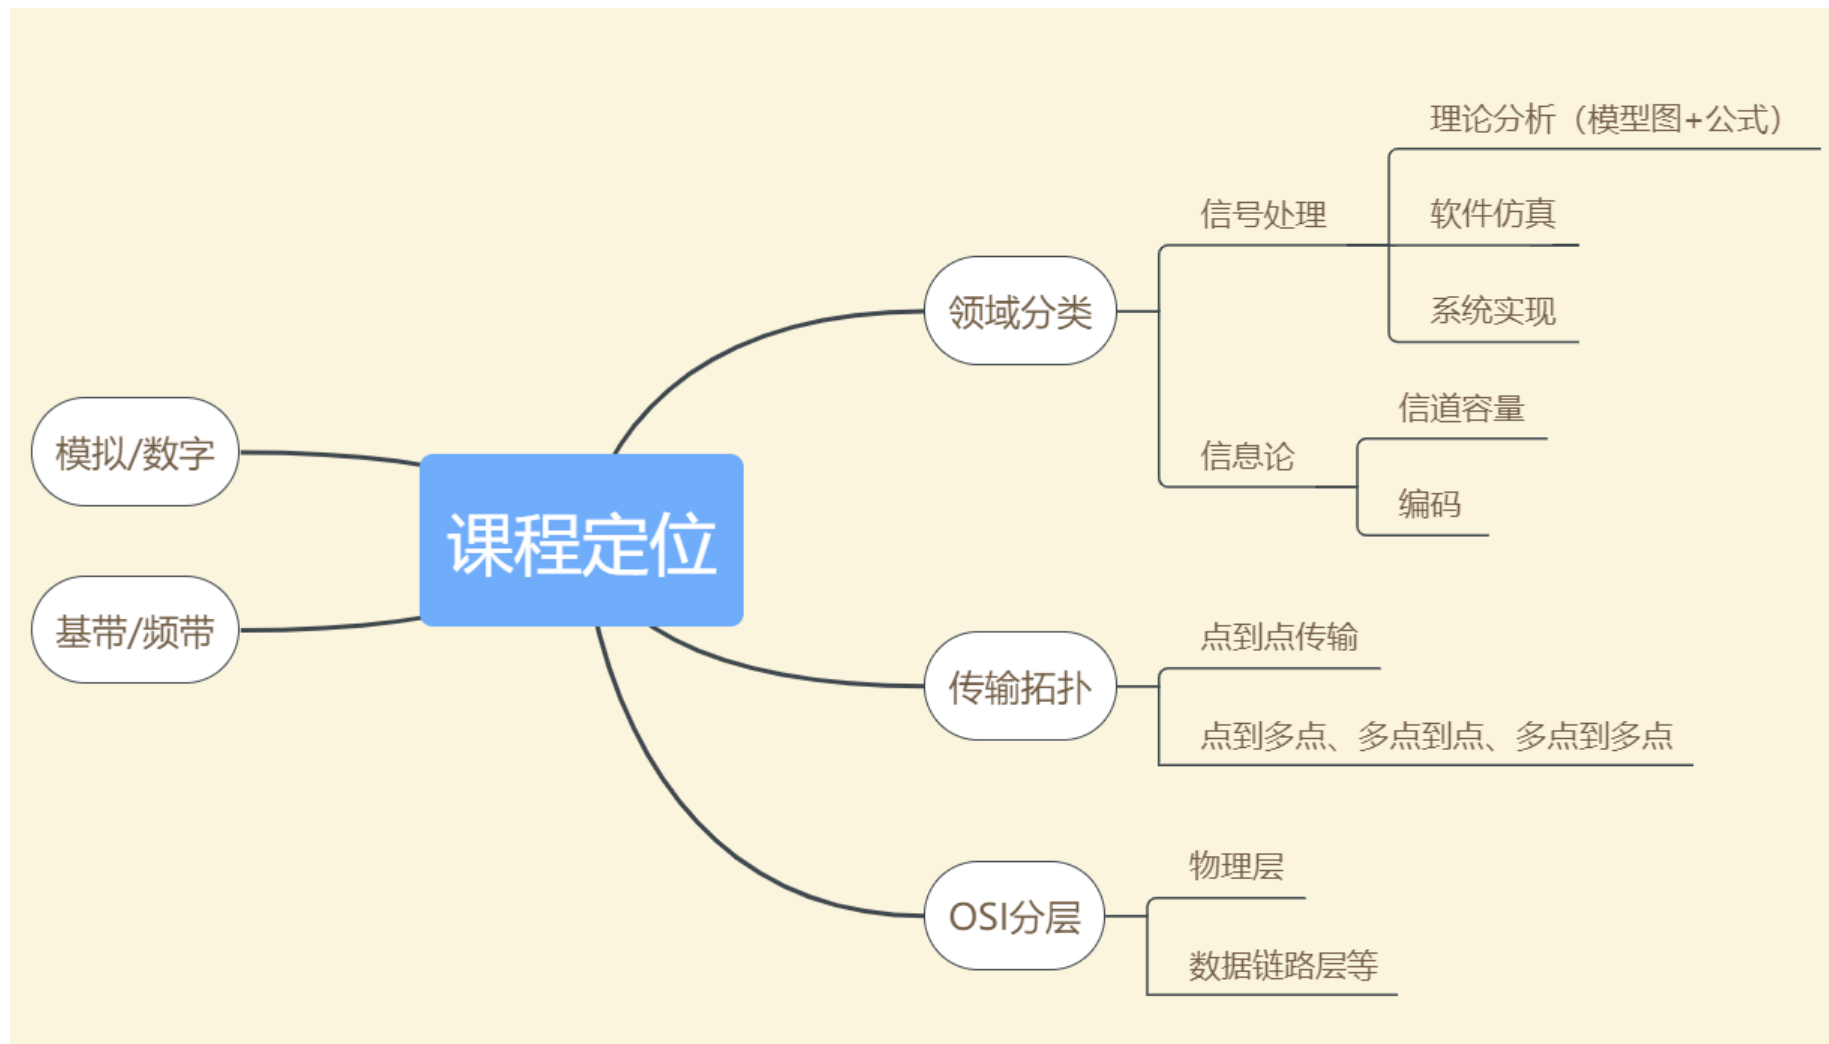 课程定位
领域分类
信号处理
理论分析（模型图+公式）
软件仿真
系统实现
信息论
信道容量
编码
传输拓扑
点到点传输
点到多点、多点到点、多点到多点
OSI分层
物理层
数据链路层等
模拟/数字
基带/频带